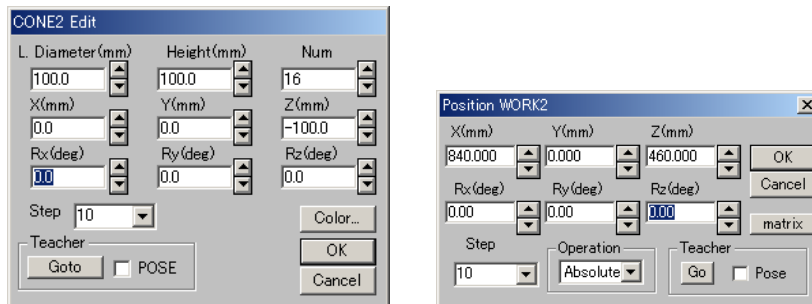 CONE2 Edit
L. Diameter(mm) Height(mm) Num
100.0 100.0 16
X(mm) Y(mm) Z(mm)
0.0 0.0 -100.0
Rx(deg) Ry(deg) Rz(deg)
0.0 0.0 0.0
Step 10
Color...
Teacher
Goto POSE
OK
Cancel
Position WORK2
X(mm) Y(mm) Z(mm)
840.000 0.000 460.000 OK
Cancel
Rx(deg) Ry(deg) Rz(deg)
0.00 0.00 0.00 matrix
Step Operation Teacher
10 Absolute Go Pose